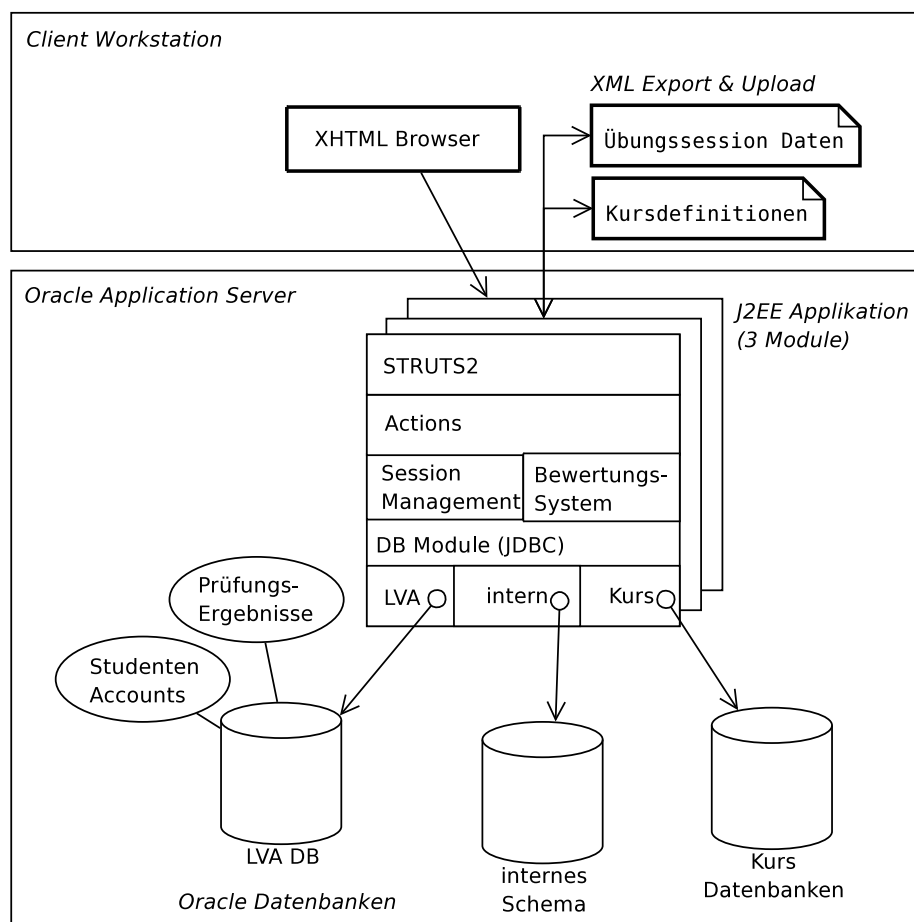 Client Workstation
XML Export & Upload
XHTML Browser
Übungssession Daten
Kursdefinitionen
Oracle Application Server
J2EE Applikation
(3 Module)
STRUTS2
Actions
Session
Management
Bewertungs-
System
DB Module (JDBC)
LVA
intern
Kurs
Prüfungs-
Ergebnisse
Studenten
Accounts
LVA DB
internes
Schema
Kurs
Datenbanken
Oracle Datenbanken